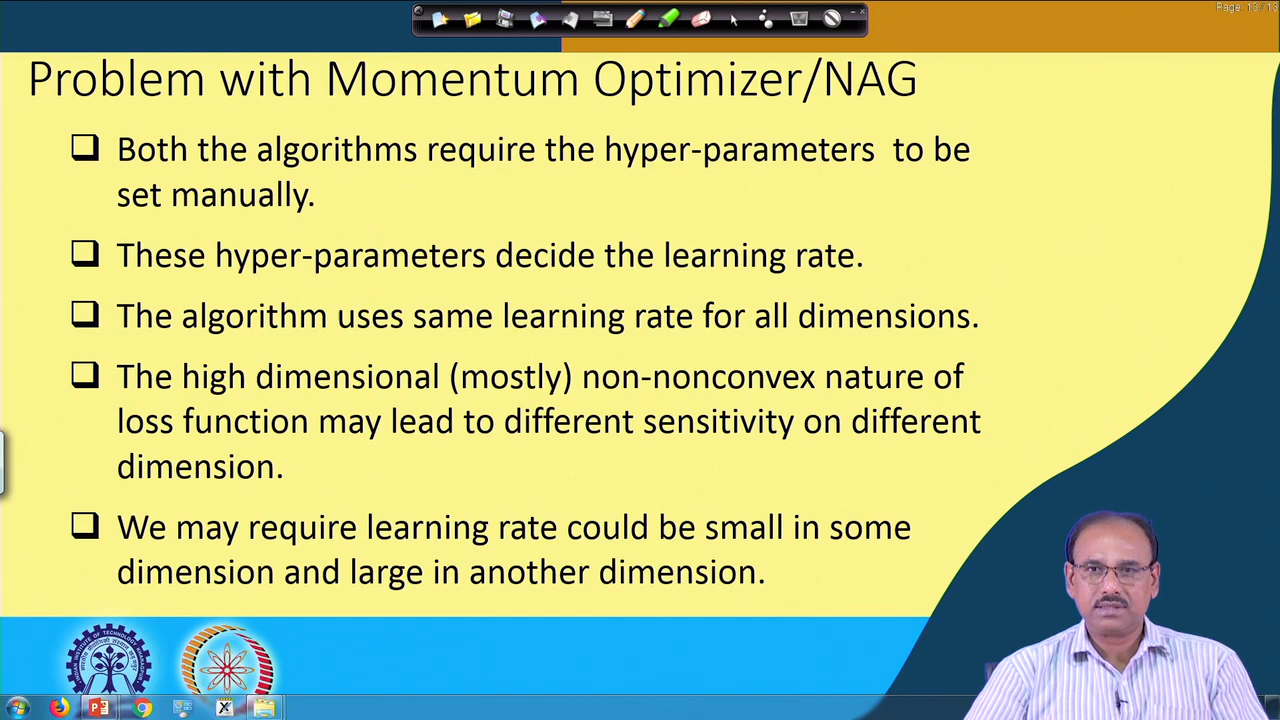 Page: 13 / 13
Problem with Momentum Optimizer/NAG
❑ Both the algorithms require the hyper-parameters to be
set manually.
❑ These hyper-parameters decide the learning rate.
❑ The algorithm uses same learning rate for all dimensions.
❑ The high dimensional (mostly) non-nonconvex nature of
loss function may lead to different sensitivity on different
dimension.
❑ We may require learning rate could be small in some
dimension and large in another dimension.